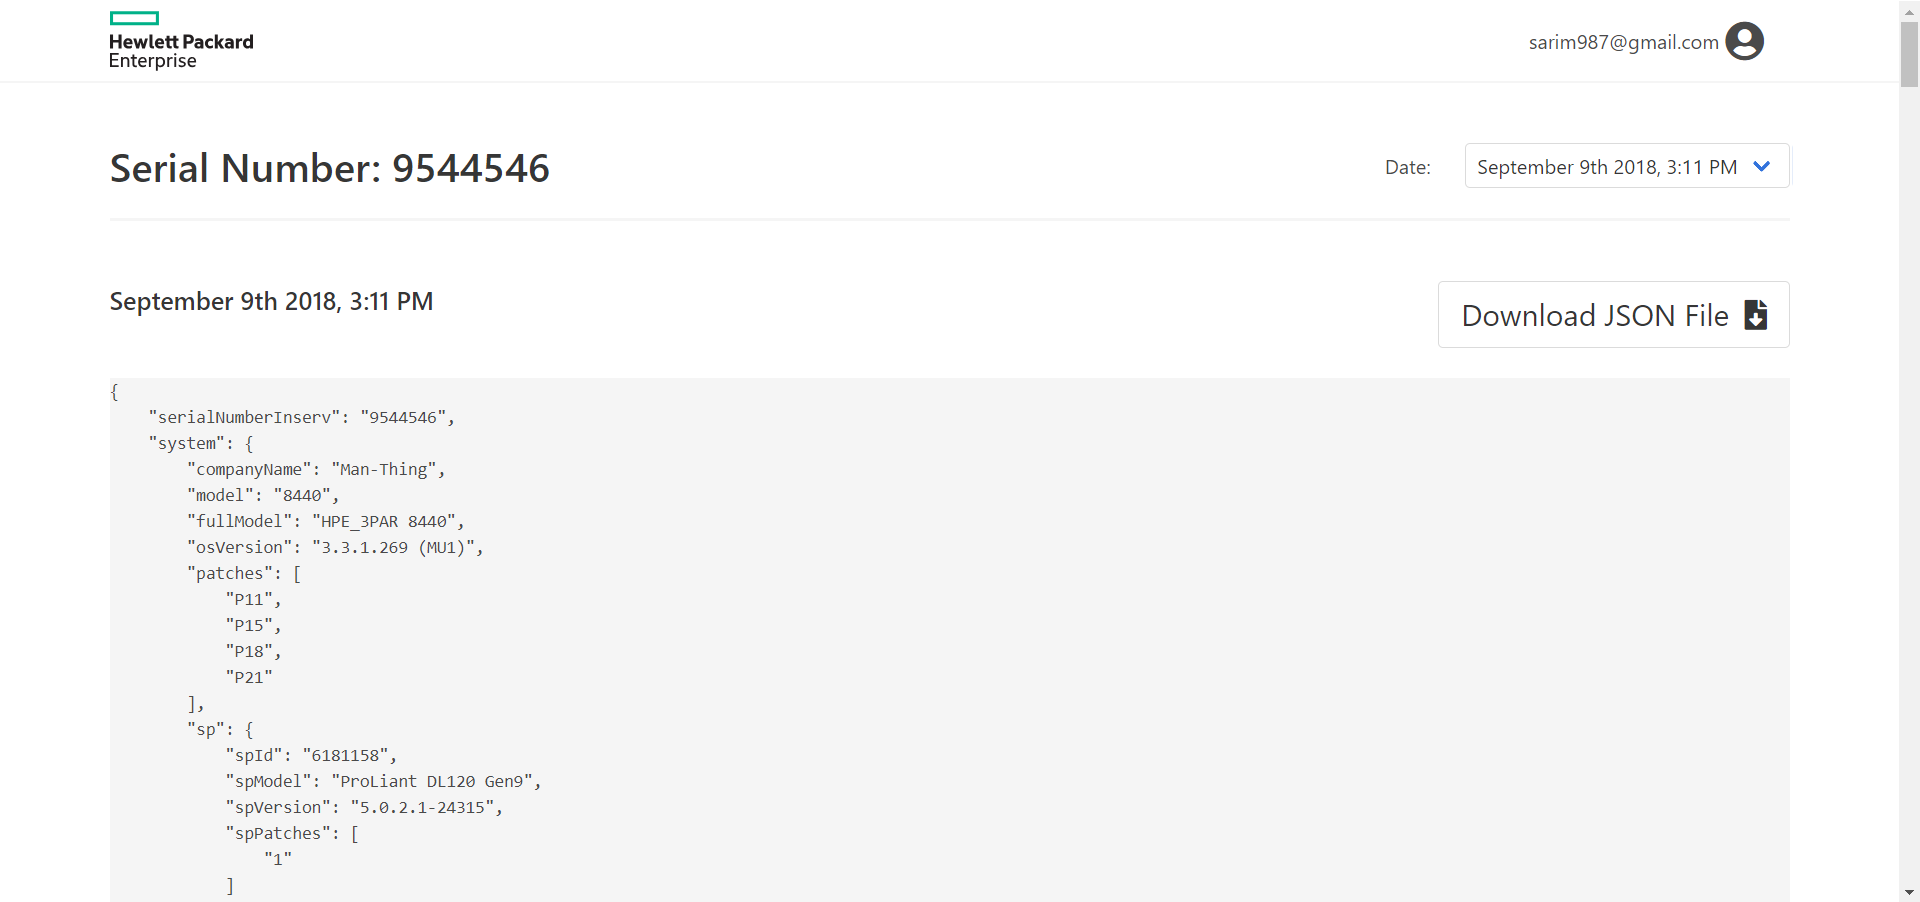 Hewlett Packard
Enterprise
sarim987@gmail.com
Serial Number: 9544546
Date:
September 9th 2018, 3:11 PM
September 9th 2018, 3:11 PM
Download JSON File
{
    "serialNumberInserv": "9544546",
    "system": {
        "companyName": "Man-Thing",
        "model": "8440",
        "fullModel": "HPE_3PAR 8440",
        "osVersion": "3.3.1.269 (MU1)",
        "patches": [
            "P11",
            "P15",
            "P18",
            "P21"
        ],
        "sp": {
            "spId": "6181158",
            "spModel": "ProLiant DL120 Gen9",
            "spVersion": "5.0.2.1-24315",
            "spPatches": [
                "1"
            ]